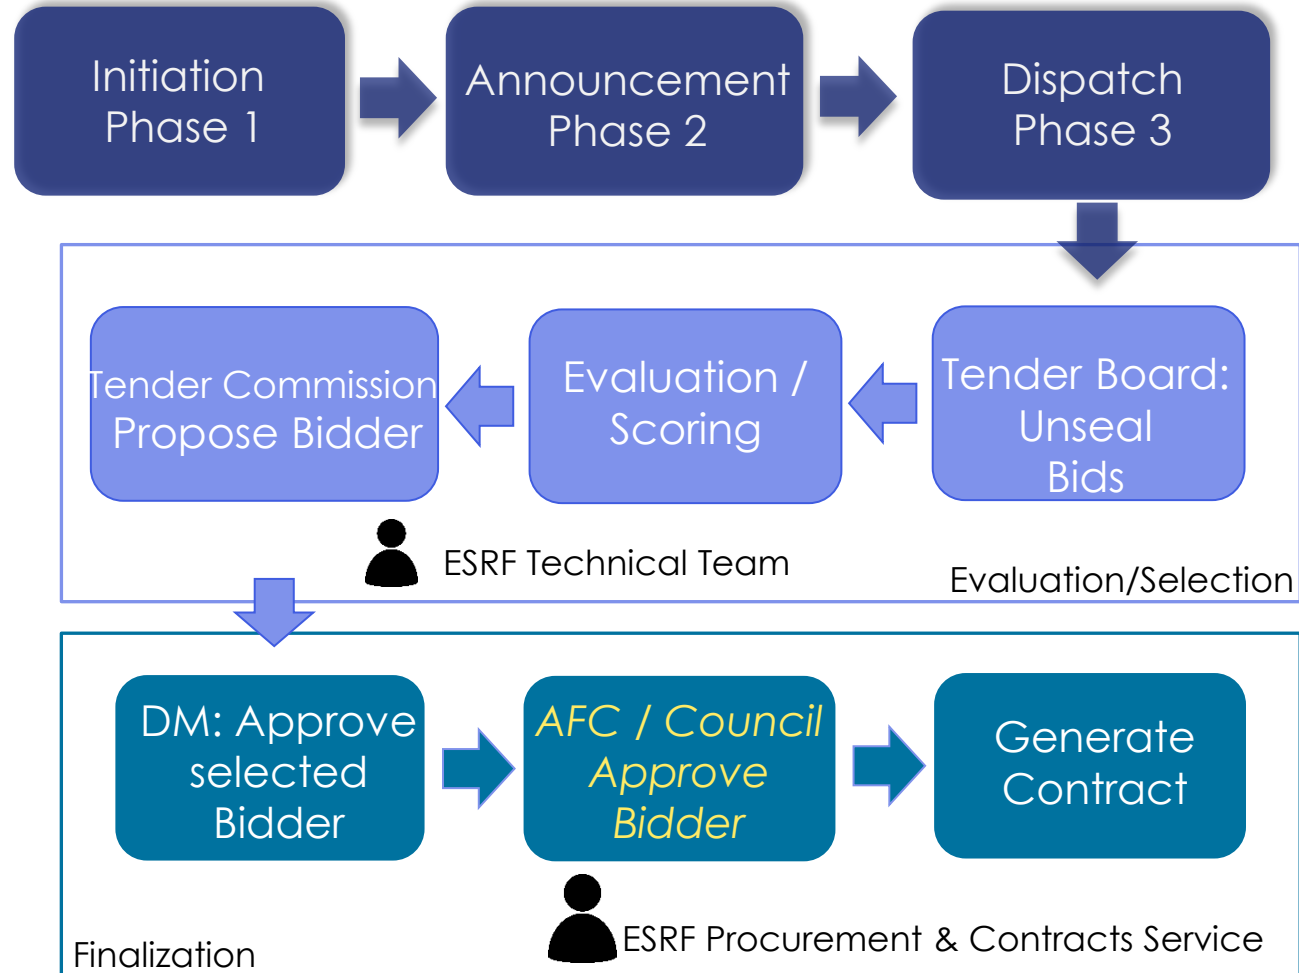 Initiation
Phase 1
Announcement
Phase 2
Dispatch
Phase 3
Tender Board:
Unseal
Bids
Evaluation /
Scoring
Tender Commission
Propose Bidder
ESRF Technical Team
Evaluation/Selection
DM: Approve
selected
Bidder
AFC / Council
Approve
Bidder
Generate
Contract
ESRF Procurement & Contracts Service
Finalization